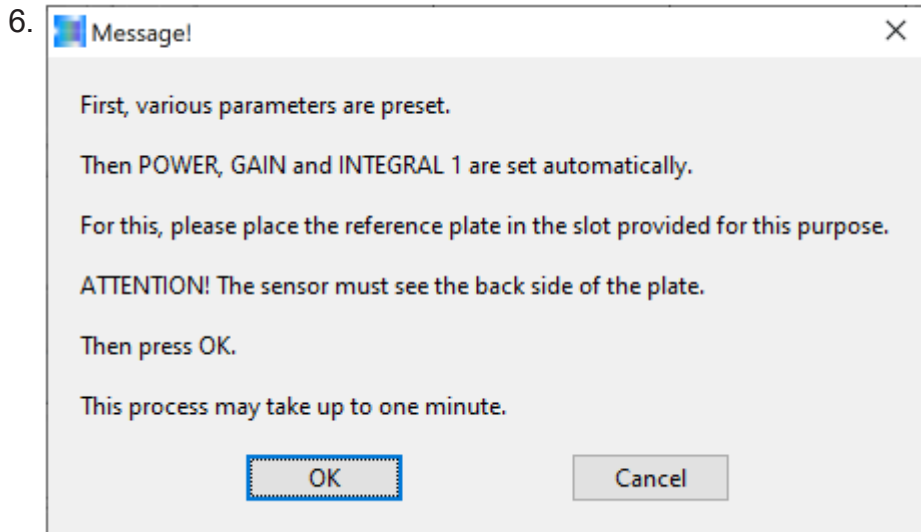 6.
Message!
First, various parameters are preset.
Then POWER, GAIN and INTEGRAL 1 are set automatically.
For this, please place the reference plate in the slot provided for this purpose.
ATTENTION! The sensor must see the back side of the plate.
Then press OK.
This process may take up to one minute.
OK
Cancel